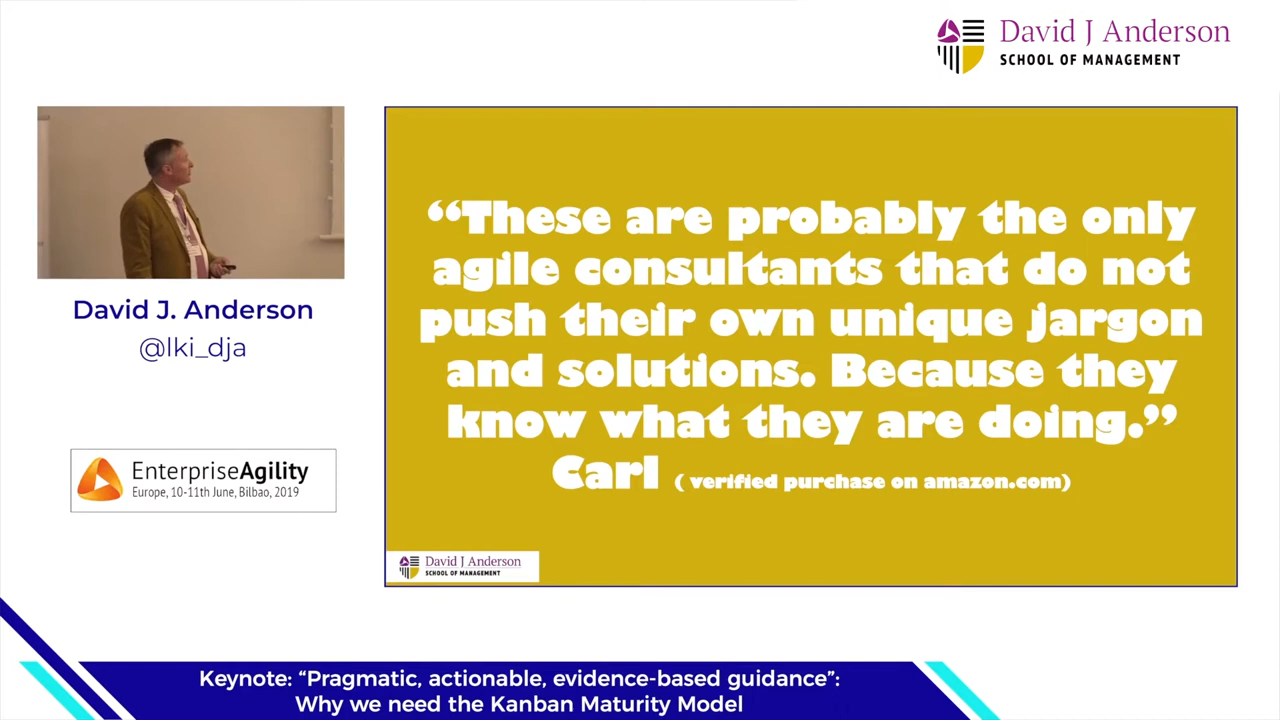 David J Anderson
SCHOOL OF MANAGEMENT
David J. Anderson
@lki_dja
EnterpriseAgility
Europe, 10-11th June, Bilbao, 2019
“These are probably the only
agile consultants that do not
push their own unique jargon
and solutions. Because they
know what they are doing.”
Carl ( verified purchase on amazon.com)
David J Anderson
SCHOOL OF MANAGEMENT
Keynote: “Pragmatic, actionable, evidence-based guidance”:
Why we need the Kanban Maturity Model